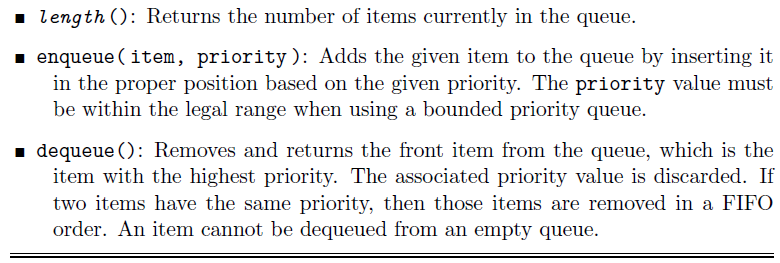 ■ length(): Returns the number of items currently in the queue.
■ enqueue( item, priority ): Adds the given item to the queue by inserting it
in the proper position based on the given priority. The priority value must
be within the legal range when using a bounded priority queue.
■ dequeue(): Removes and returns the front item from the queue, which is the
item with the highest priority. The associated priority value is discarded. If
two items have the same priority, then those items are removed in a FIFO
order. An item cannot be dequeued from an empty queue.